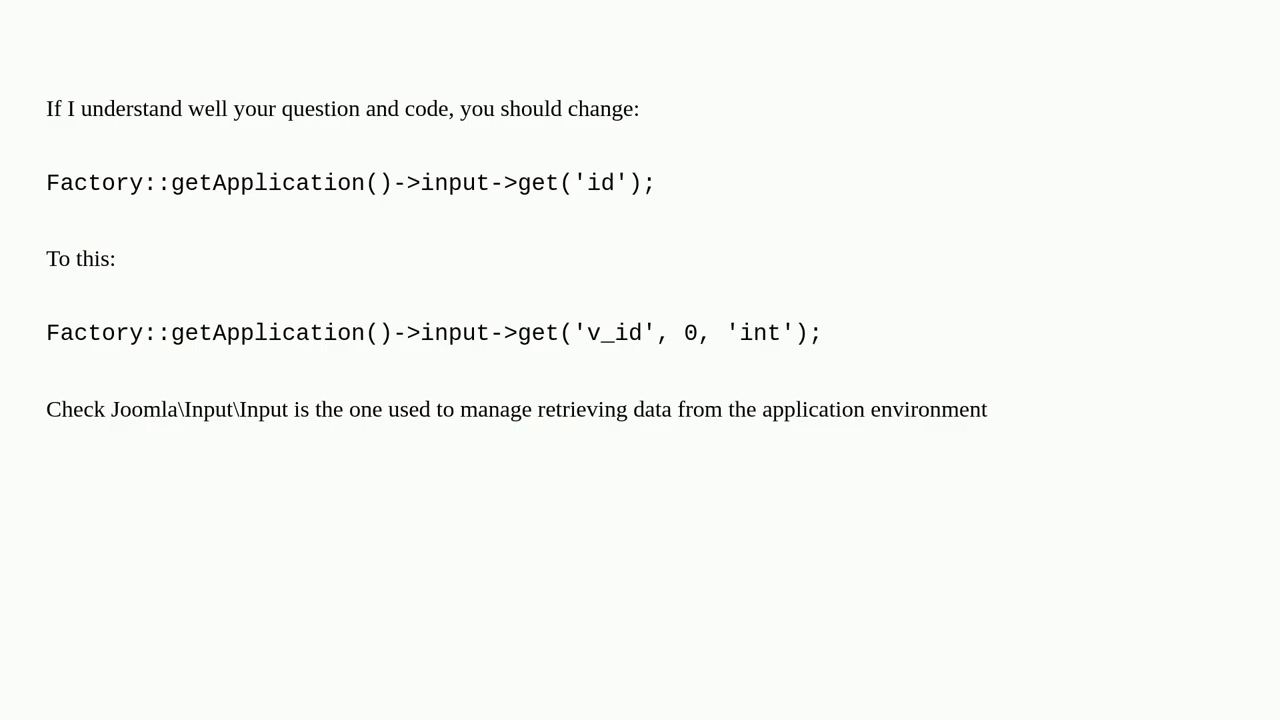 If I understand well your question and code, you should change:
Factory::getApplication()->input->get('id');
To this:
Factory::getApplication()->input->get('v_id', 0, 'int');
Check Joomla\Input\Input is the one used to manage retrieving data from the application environment